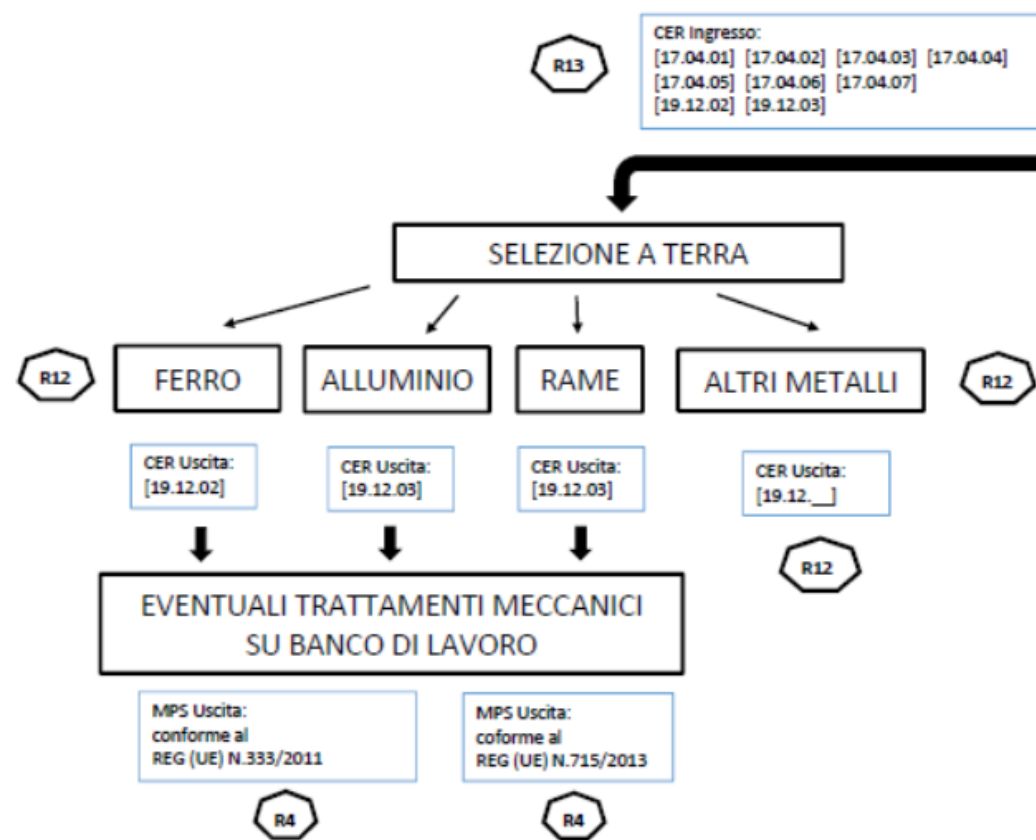 CER Ingresso:
R13
[17.04.01] [17.04.02] [17.04.03] [17.04.04]
[17.04.05] [17.04.06] [17.04.07]
[19.12.02] [19.12.03]
SELEZIONE A TERRA
R12
FERRO
ALLUMINIO
RAME
ALTRI METALLI
R12
CER Uscita:
[19.12.02]
CER Uscita:
[19.12.03]
CER Uscita:
[19.12.03]
CER Uscita:
[19.12.__]
R12
EVENTUALI TRATTAMENTI MECCANICI
SU BANCO DI LAVORO
MPS Uscita:
conforme al
REG (UE) N.333/2011
MPS Uscita:
coforme al
REG (UE) N.715/2013
R4
R4